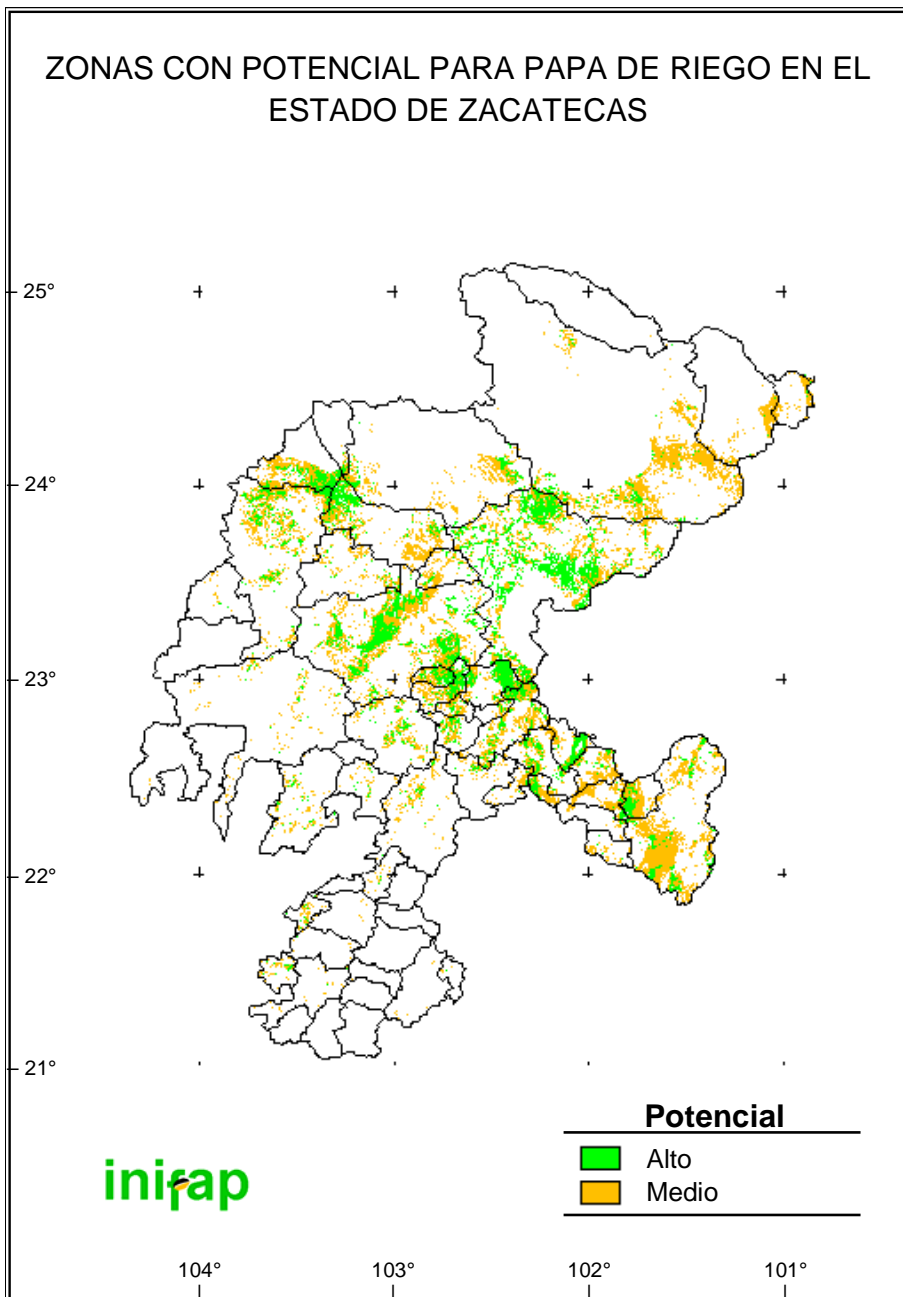 ZONAS CON POTENCIAL PARA PAPA DE RIEGO EN EL
ESTADO DE ZACATECAS
25°
24°
23°
22°
21°
Potencial
Alto
Medio
inifap
104° 103° 102° 101°